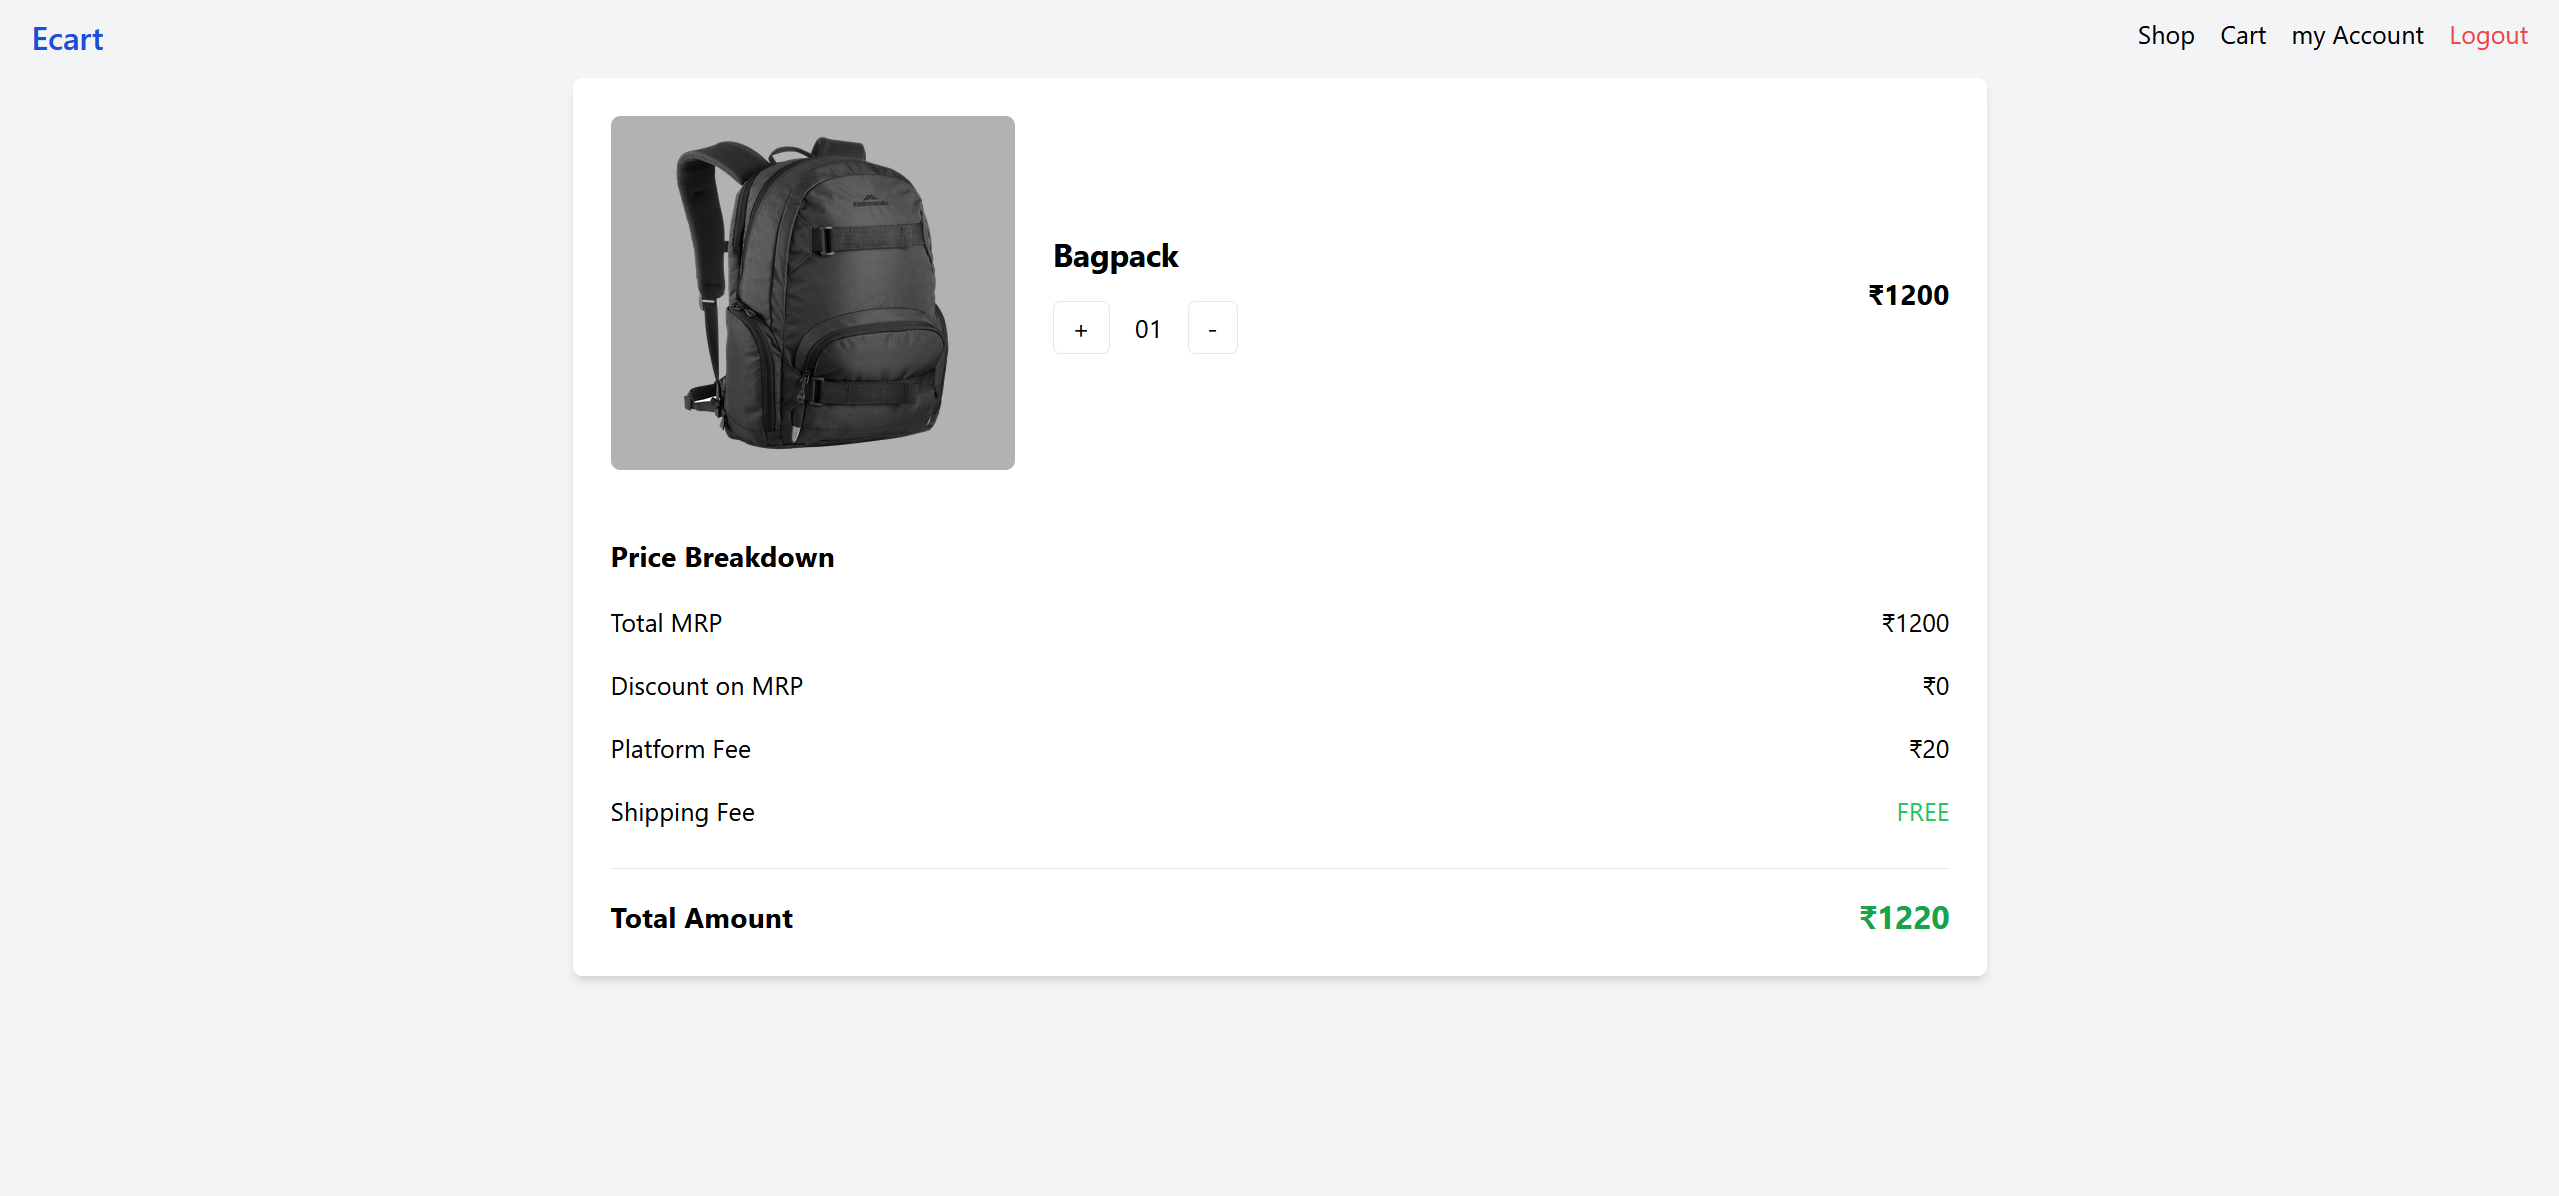 Ecart
Shop Cart my Account Logout
Bagpack
+ 01 -
₹1200
Price Breakdown
Total MRP ₹1200
Discount on MRP ₹0
Platform Fee ₹20
Shipping Fee FREE
Total Amount ₹1220